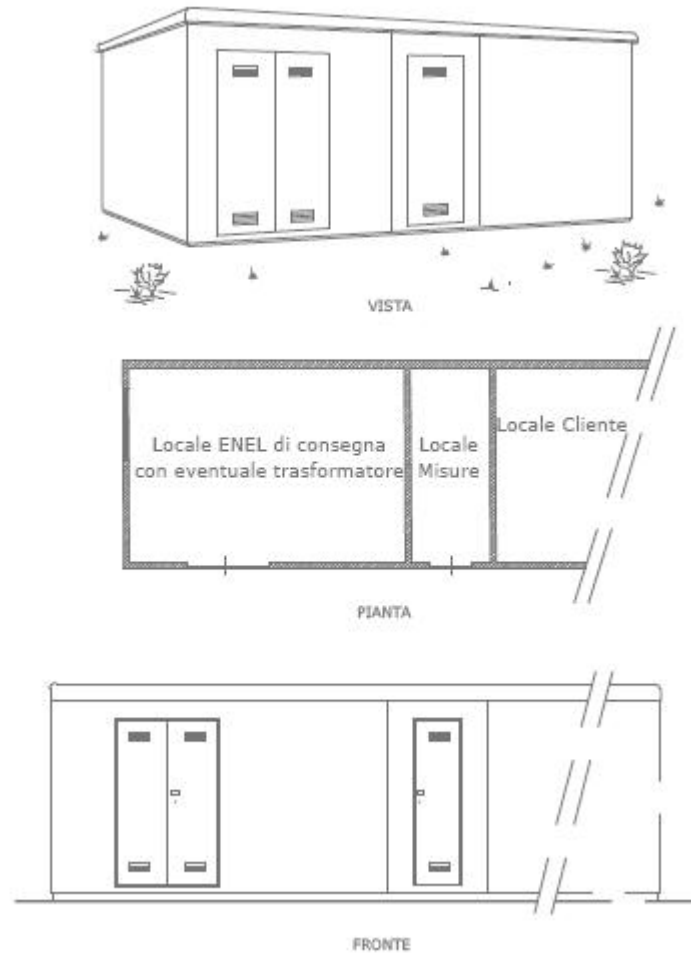 VISTA
Locale ENEL di consegna
con eventuale trasformatore
Locale
Misure
Locale Cliente
PIANTA
FRONTE